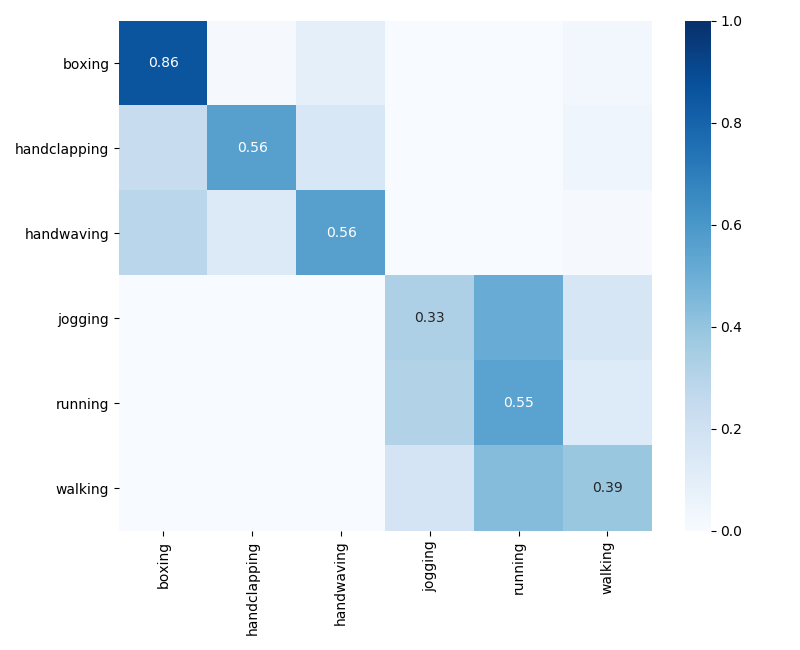 1.0
boxing
0.86
0.8
handclapping
0.56
0.6
handwaving
0.56
0.4
jogging
0.33
running
0.55
0.2
walking
0.39
0.0
boxing
handclapping
handwaving
jogging
running
walking